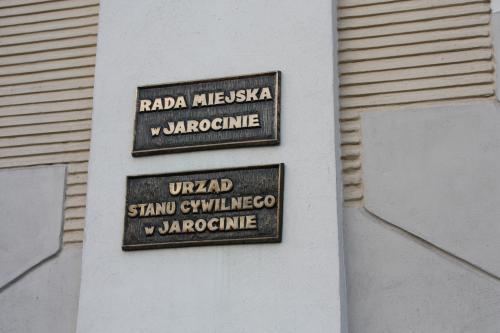 RADA MIEJSKA
w JAROCINIE
URZĄD
STANU CYWILNEGO
w JAROCINIE